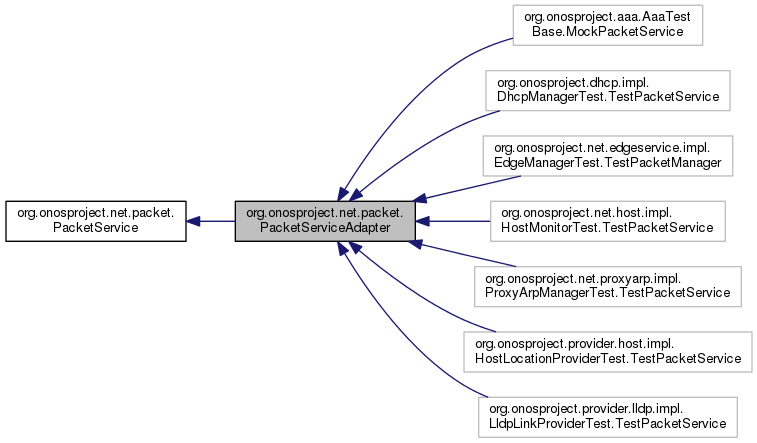 org.onosproject.aaa.AaaTest
Base.MockPacketService
org.onosproject.dhcp.impl.
DhcpManagerTest.TestPacketService
org.onosproject.net.edgeservice.impl.
EdgeManagerTest.TestPacketManager
org.onosproject.net.packet.
PacketService
org.onosproject.net.packet.
PacketServiceAdapter
org.onosproject.net.host.impl.
HostMonitorTest.TestPacketService
org.onosproject.net.proxyarp.impl.
ProxyArpManagerTest.TestPacketService
org.onosproject.provider.host.impl.
HostLocationProviderTest.TestPacketService
org.onosproject.provider.lldp.impl.
LldpLinkProviderTest.TestPacketService